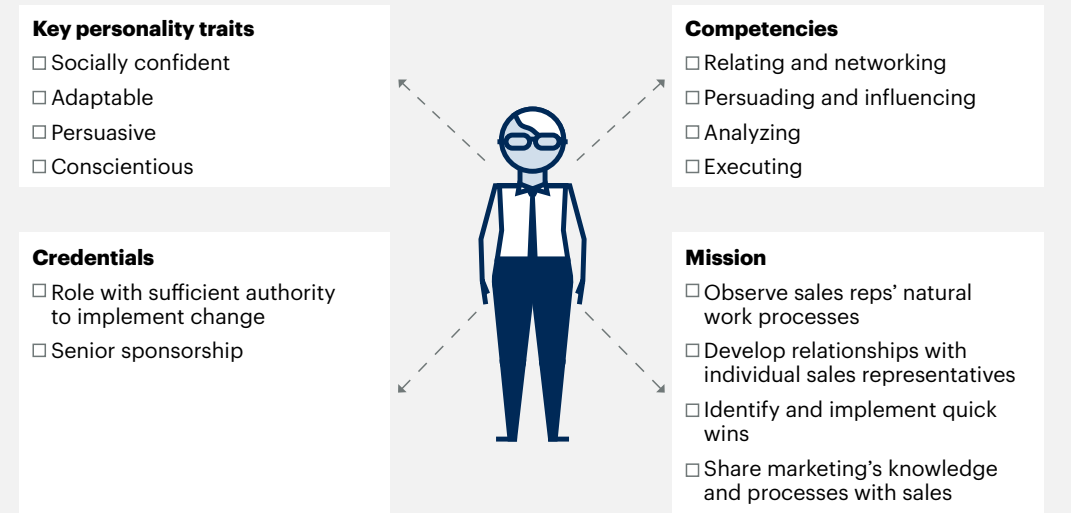 Key personality traits
☐ Socially confident
☐ Adaptable
☐ Persuasive
☐ Conscientious
Competencies
☐ Relating and networking
☐ Persuading and influencing
☐ Analyzing
☐ Executing
Credentials
☐ Role with sufficient authority
to implement change
☐ Senior sponsorship
Mission
☐ Observe sales reps’ natural
work processes
☐ Develop relationships with
individual sales representatives
☐ Identify and implement quick
wins
☐ Share marketing’s knowledge
and processes with sales